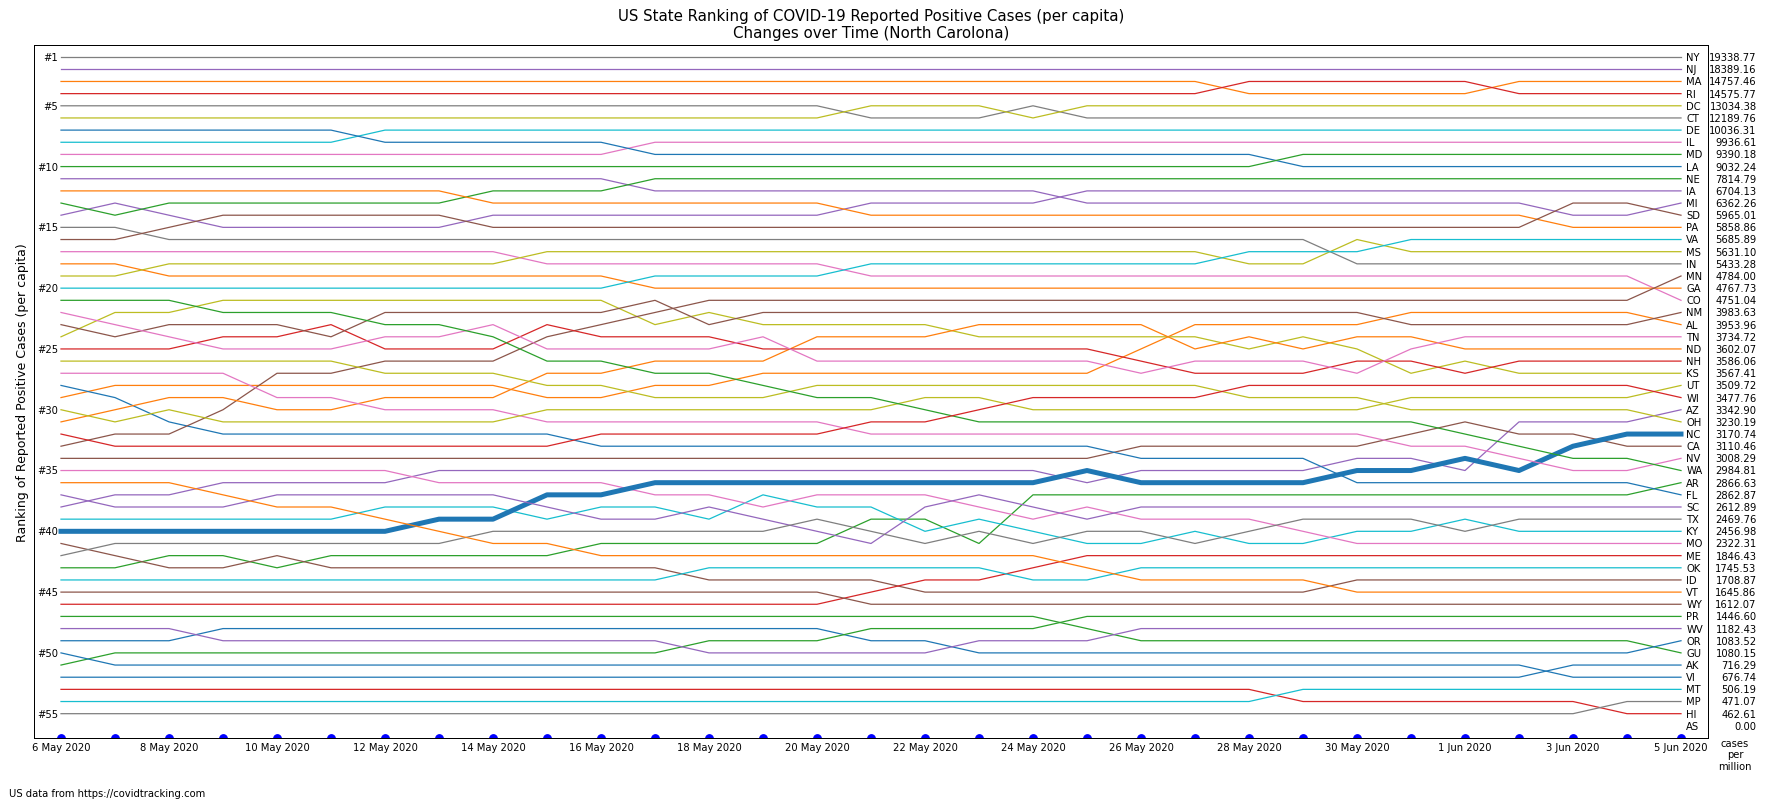 US State Ranking of COVID-19 Reported Positive Cases (per capita)
Changes over Time (North Carolona)
Ranking of Reported Positive Cases (per capita)
#1
#5
#10
#15
#20
#25
#30
#35
#40
#45
#50
#55
NY 19338.77
NJ 18389.16
MA 14757.46
RI 14575.77
DC 13034.38
CT 12189.76
DE 10036.31
IL 9936.61
MD 9390.18
LA 9032.24
NE 7814.79
IA 6704.13
MI 6362.26
SD 5965.01
PA 5858.86
VA 5685.89
MS 5631.10
IN 5433.28
MN 4784.00
GA 4767.73
CO 4751.04
NM 3983.63
AL 3953.96
TN 3734.72
ND 3602.07
NH 3586.06
KS 3567.41
UT 3509.72
WI 3477.76
AZ 3342.90
OH 3230.19
NC 3170.74
CA 3110.46
NV 3008.29
WA 2984.81
AR 2866.63
FL 2862.87
SC 2612.89
TX 2469.76
KY 2456.98
MO 2322.31
ME 1846.43
OK 1745.53
ID 1708.87
VT 1645.86
WY 1612.07
PR 1446.60
WV 1182.43
OR 1083.52
GU 1080.15
AK 716.29
VI 676.74
MT 506.19
MP 471.07
HI 462.61
AS 0.00
6 May 2020 8 May 2020 10 May 2020 12 May 2020 14 May 2020 16 May 2020 18 May 2020 20 May 2020 22 May 2020 24 May 2020 26 May 2020 28 May 2020 30 May 2020 1 Jun 2020 3 Jun 2020 5 Jun 2020
cases
per
million
US data from https://covidtracking.com